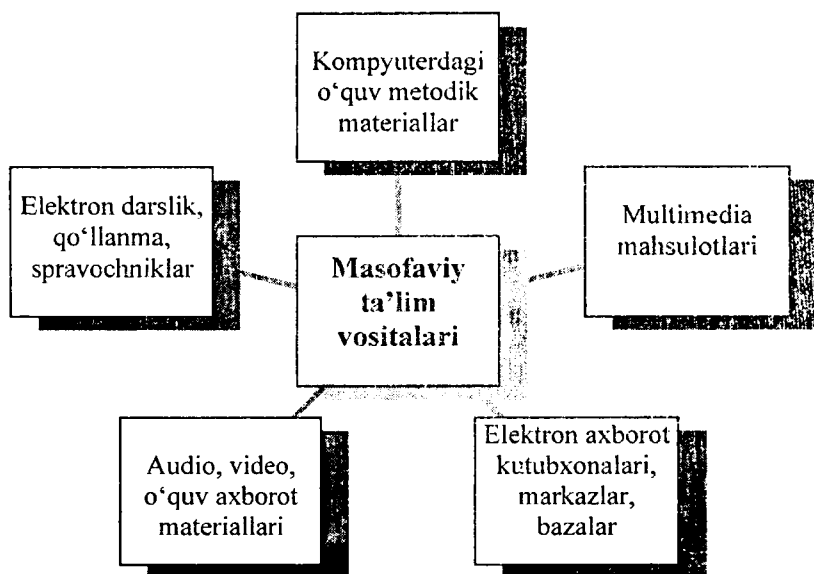 Kompyuterdagi
o‘quv metodik
materiallar
Elektron darslik,
qo‘llanma,
spravochniklar
Multimedia
mahsulotlari
Masofaviy
ta’lim
vositalari
Audio, video,
o‘quv axborot
materiallari
Elektron axborot
kutubxonalari,
markazlar,
bazalar